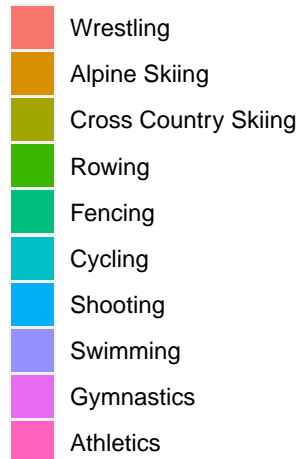 Wrestling
Alpine Skiing
Cross Country Skiing
Rowing
Fencing
Cycling
Shooting
Swimming
Gymnastics
Athletics